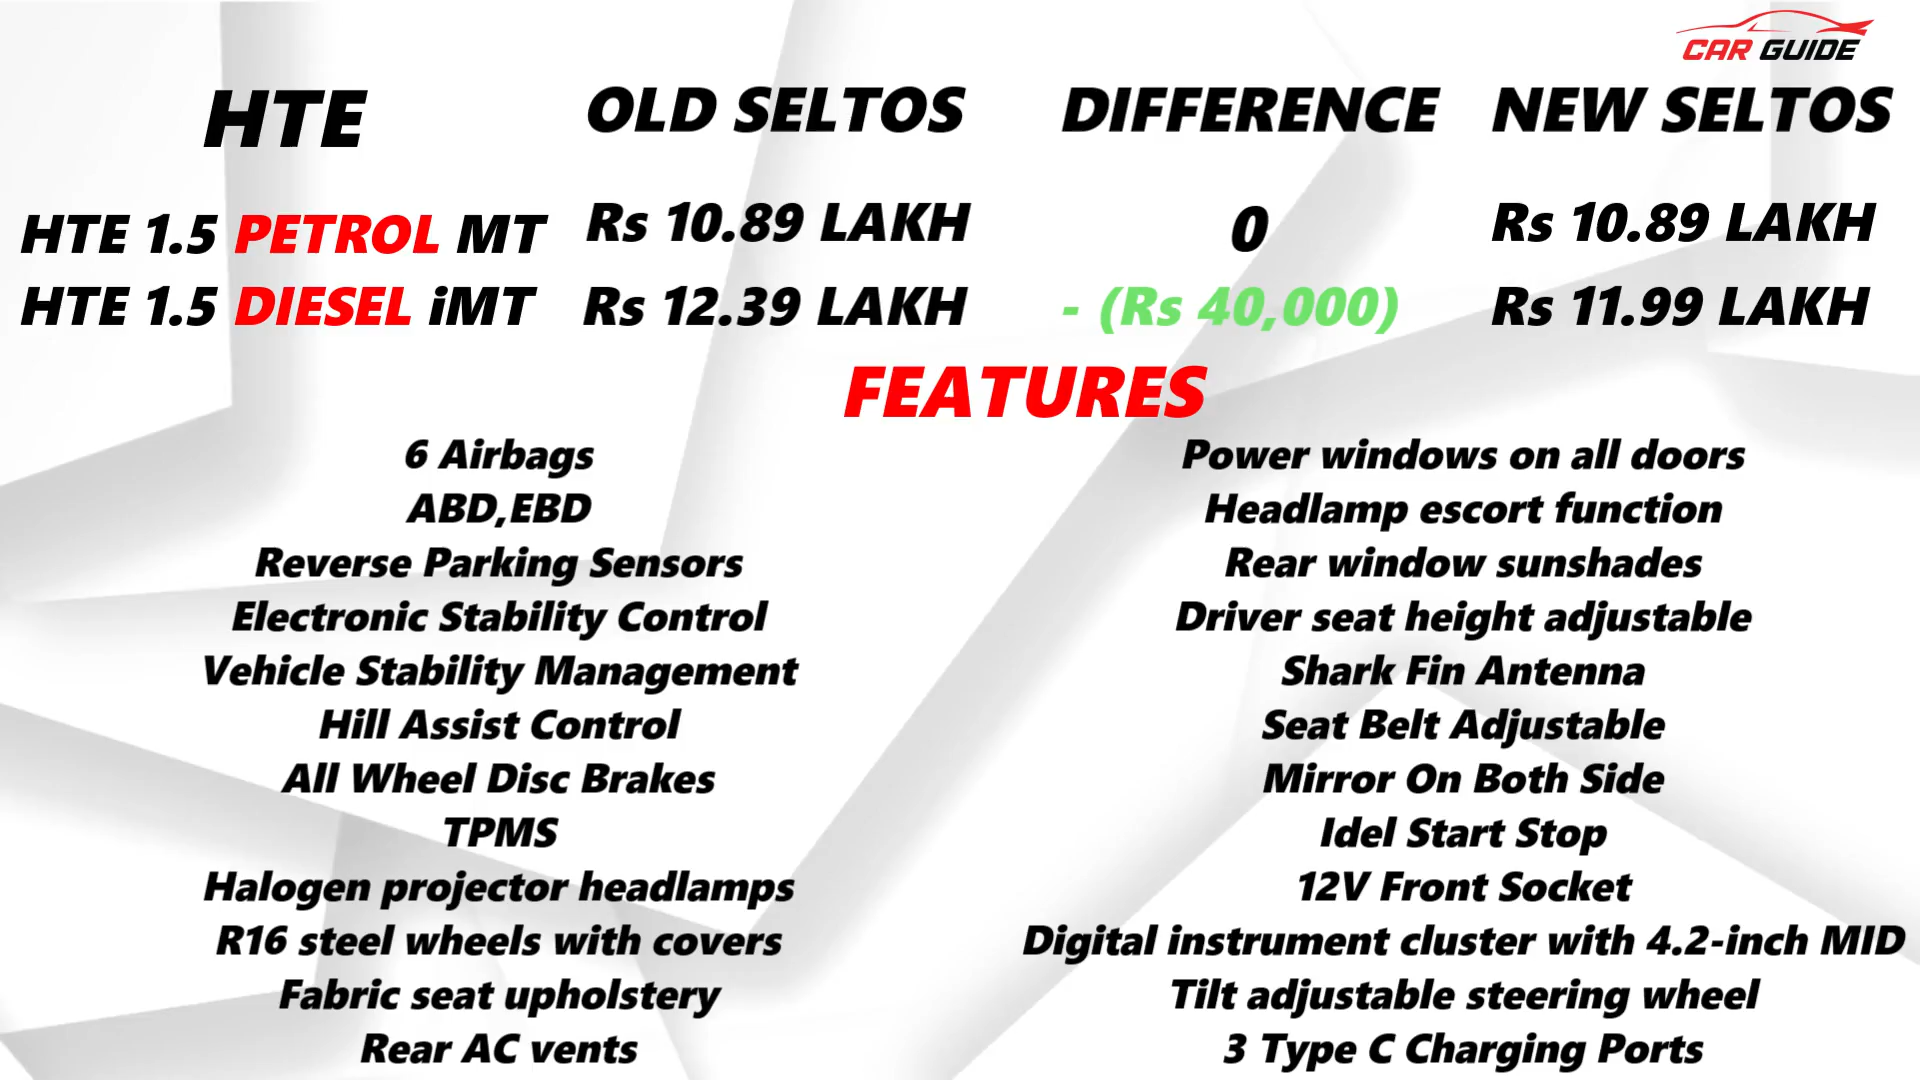 CAR GUIDE
HTE OLD SELTOS DIFFERENCE NEW SELTOS
HTE 1.5 PETROL MT Rs 10.89 LAKH 0 Rs 10.89 LAKH
HTE 1.5 DIESEL iMT Rs 12.39 LAKH - (Rs 40,000) Rs 11.99 LAKH
FEATURES
6 Airbags
ABD,EBD
Reverse Parking Sensors
Electronic Stability Control
Vehicle Stability Management
Hill Assist Control
All Wheel Disc Brakes
TPMS
Halogen projector headlamps
R16 steel wheels with covers
Fabric seat upholstery
Rear AC vents
Power windows on all doors
Headlamp escort function
Rear window sunshades
Driver seat height adjustable
Shark Fin Antenna
Seat Belt Adjustable
Mirror On Both Side
Idel Start Stop
12V Front Socket
Digital instrument cluster with 4.2-inch MID
Tilt adjustable steering wheel
3 Type C Charging Ports